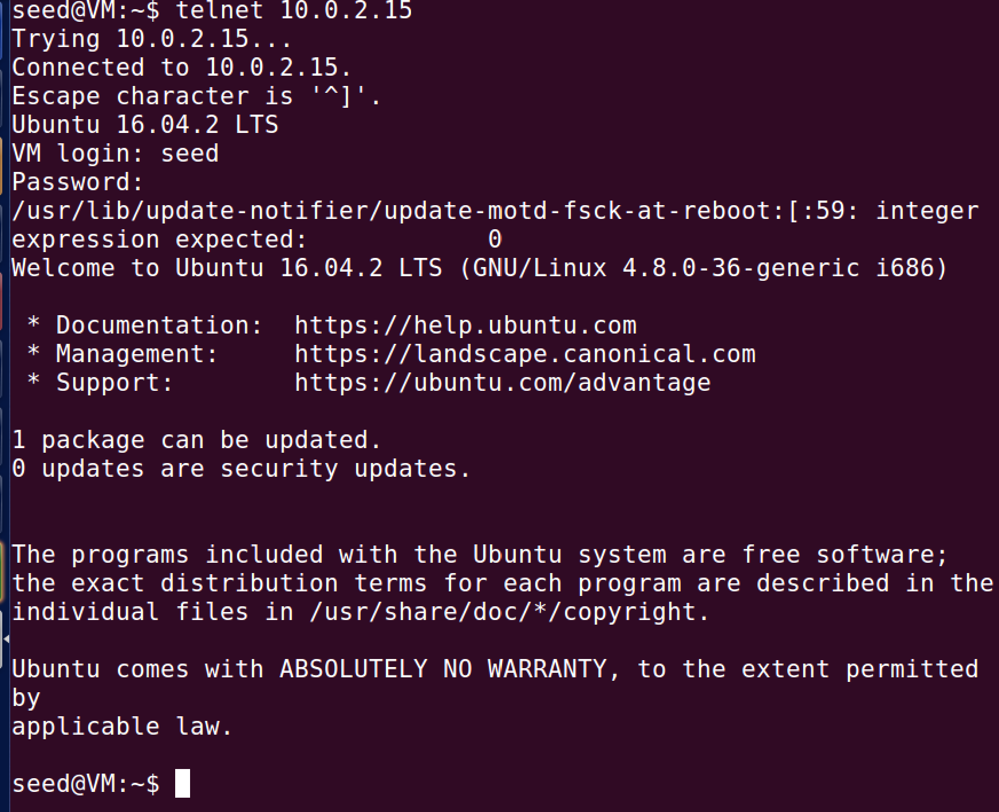 seed@VM:~$ telnet 10.0.2.15
Trying 10.0.2.15...
Connected to 10.0.2.15.
Escape character is '^]'.
Ubuntu 16.04.2 LTS
VM login: seed
Password:
/usr/lib/update-notifier/update-motd-fsck-at-reboot:[:59: integer
expression expected:            0
Welcome to Ubuntu 16.04.2 LTS (GNU/Linux 4.8.0-36-generic i686)

 * Documentation:  https://help.ubuntu.com
 * Management:     https://landscape.canonical.com
 * Support:        https://ubuntu.com/advantage

1 package can be updated.
0 updates are security updates.


The programs included with the Ubuntu system are free software;
the exact distribution terms for each program are described in the
individual files in /usr/share/doc/*/copyright.

Ubuntu comes with ABSOLUTELY NO WARRANTY, to the extent permitted
by
applicable law.

seed@VM:~$